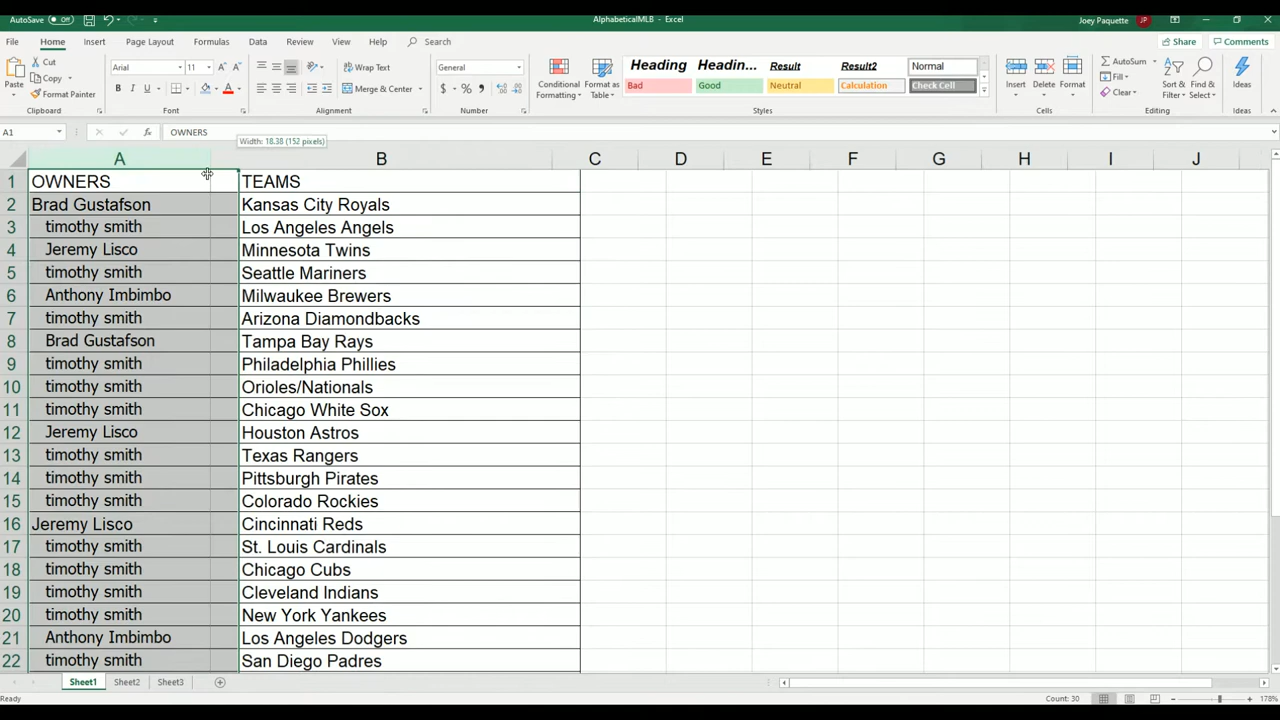 AutoSave Off AlphabeticalMLB - Excel Joey Paquette JP
File Home Insert Page Layout Formulas Data Review View Help Search Share Comments
Paste Cut Copy Format Painter Clipboard
Arial 11 B I U A A Font
Wrap Text Merge & Center Alignment
General $ % Number
Conditional Formatting Format as Table
Heading Headin... Result Result2 Normal
Bad Good Neutral Calculation Check Cell
Styles
Insert Delete Format Cells
AutoSum Fill Clear Sort & Filter Find & Select Editing
Ideas Ideas
A1 fx OWNERS
Width: 18.38 (152 pixels)
A B C D E F G H I J
1 OWNERS TEAMS
2 Brad Gustafson Kansas City Royals
3 timothy smith Los Angeles Angels
4 Jeremy Lisco Minnesota Twins
5 timothy smith Seattle Mariners
6 Anthony Imbimbo Milwaukee Brewers
7 timothy smith Arizona Diamondbacks
8 Brad Gustafson Tampa Bay Rays
9 timothy smith Philadelphia Phillies
10 timothy smith Orioles/Nationals
11 timothy smith Chicago White Sox
12 Jeremy Lisco Houston Astros
13 timothy smith Texas Rangers
14 timothy smith Pittsburgh Pirates
15 timothy smith Colorado Rockies
16 Jeremy Lisco Cincinnati Reds
17 timothy smith St. Louis Cardinals
18 timothy smith Chicago Cubs
19 timothy smith Cleveland Indians
20 timothy smith New York Yankees
21 Anthony Imbimbo Los Angeles Dodgers
22 timothy smith San Diego Padres
Sheet1 Sheet2 Sheet3
Ready Count: 30 178%